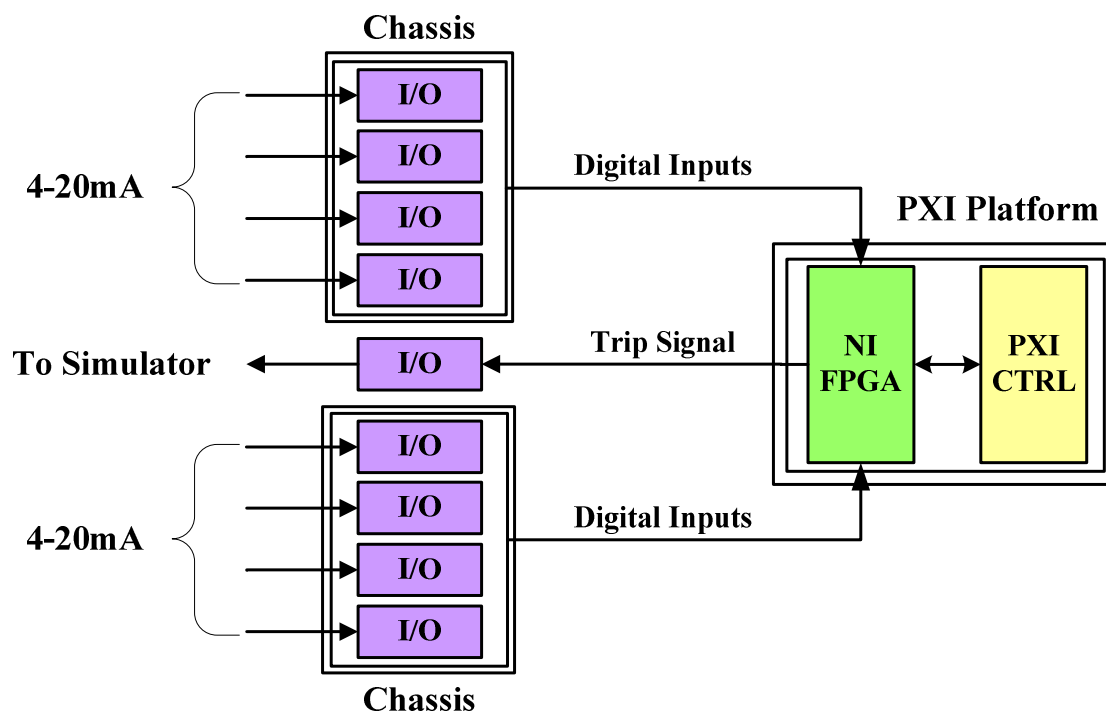 Chassis
I/O
I/O
I/O
I/O
4-20mA
Digital Inputs
PXI Platform
To Simulator
I/O
Trip Signal
NI
FPGA
PXI
CTRL
I/O
I/O
I/O
I/O
4-20mA
Digital Inputs
Chassis